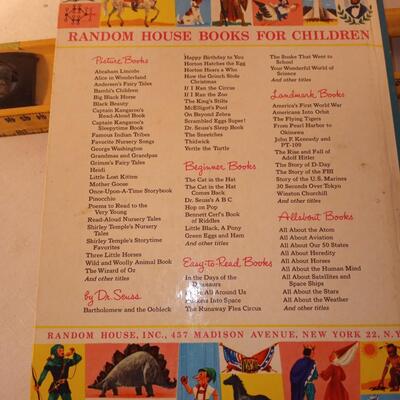 RANDOM HOUSE BOOKS FOR CHILDREN
Picture Books
Abraham Lincoln
Alice in Wonderland
Andersen's Fairy Tales
Bambi's Children
Big Black Horse
Black Beauty
Captain Kangaroo's
Read-Aloud Book
Captain Kangaroo's
Sleepytime Book
Famous Indian Tribes
Favorite Nursery Songs
George Washington
Grandmas and Grandpas
Grimm's Fairy Tales
Heidi
Little Lost Kitten
Mother Goose
Once-Upon-A-Time Storybook
Pinocchio
Poems to Read to the
Very Young
Read-Aloud Nursery Tales
Shirley Temple's Nursery
Tales
Shirley Temple's Storytime
Favorites
Three Little Horses
Wild and Woolly Animal Book
The Wizard of Oz
And other titles
by Dr. Seuss
Bartholomew and the Oobleck
Happy Birthday to You
Horton Hatches the Egg
Horton Hears a Who
How the Grinch Stole
Christmas
If I Ran the Circus
If I Ran the Zoo
The King's Stilts
McElligot's Pool
On Beyond Zebra
Scrambled Eggs Super!
Dr. Seuss's Sleep Book
The Sneetches
Thidwick
Yertle the Turtle
Beginner Books
The Cat in the Hat
The Cat in the Hat
Comes Back
Dr. Seuss's A B C
Hop on Pop
Bennett Cerf's Book
of Riddles
Little Black, A Pony
Green Eggs and Ham
And other titles
Easy-to-Read Books
In the Days of the
Dinosaurs
All Around Us
Into Space
The Runaway Flea Circus
The Snake That Went to
School
Your Wonderful World of
Science
And other titles
Landmark Books
America's First World War
Americans Into Orbit
The Flying Tigers
From Pearl Harbor to
Okinawa
John F. Kennedy and
PT-109
The Rise and Fall of
Adolf Hitler
The Story of D-Day
The Story of the FBI
Story of the U.S. Marines
30 Seconds Over Tokyo
Winston Churchill
And other titles
Allabout Books
All About the Atom
All About Aviation
All About Our 50 States
All About Heredity
All About Horses
All About the Human Mind
All About Satellites and
Space Ships
All About the Stars
All About the Weather
And other titles
RANDOM HOUSE, INC., 457 MADISON AVENUE, NEW YORK 22, N.Y.